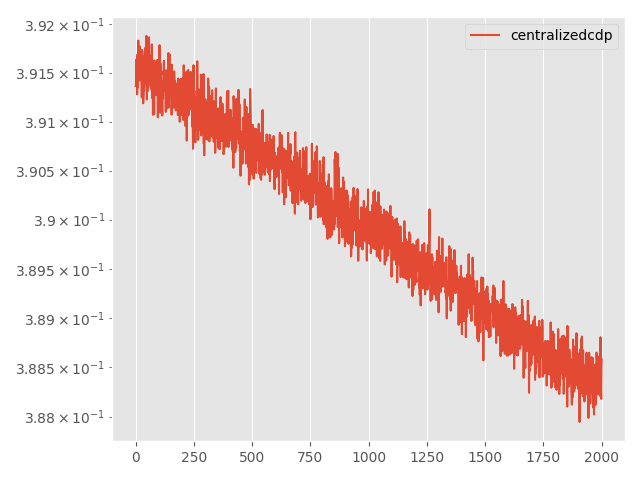 centralizedcdp
3.92 × 10⁻¹
3.915 × 10⁻¹
3.91 × 10⁻¹
3.905 × 10⁻¹
3.9 × 10⁻¹
3.895 × 10⁻¹
3.89 × 10⁻¹
3.885 × 10⁻¹
3.88 × 10⁻¹
0 250 500 750 1000 1250 1500 1750 2000